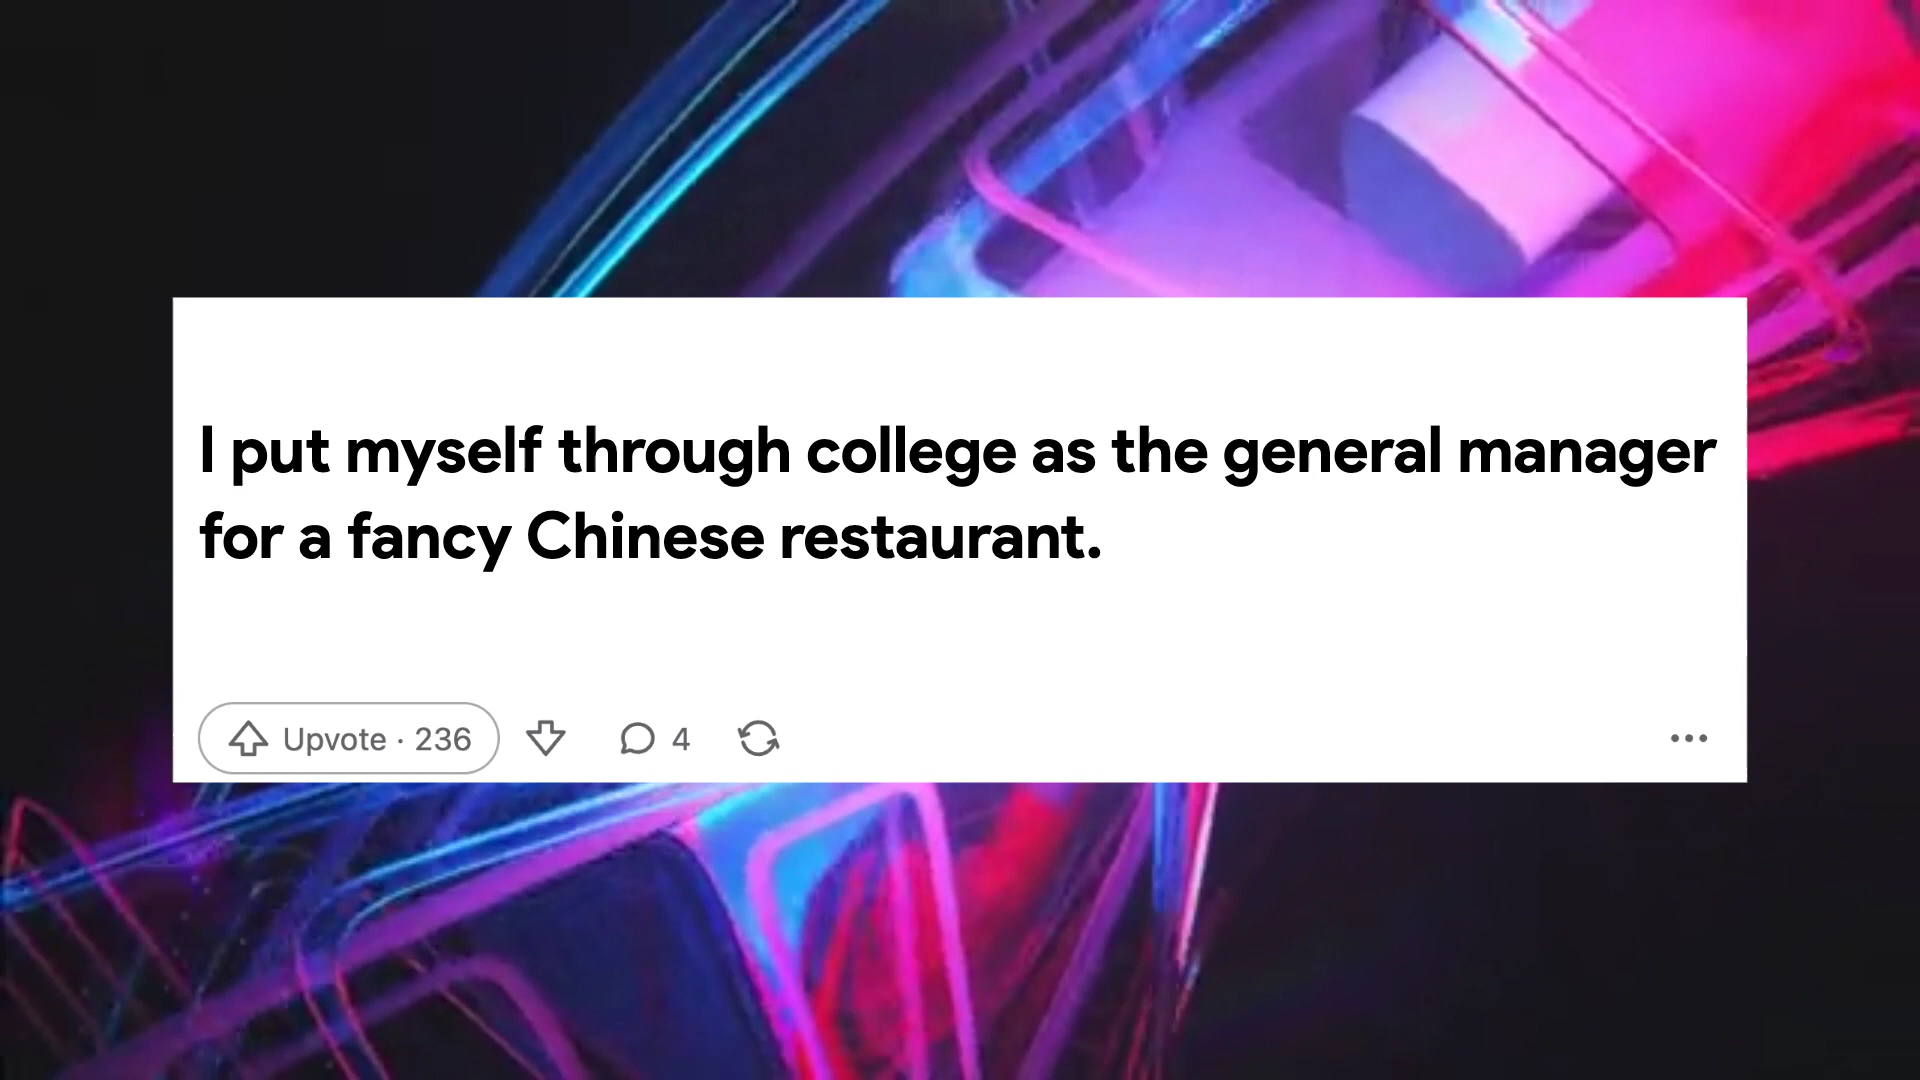 I put myself through college as the general manager
for a fancy Chinese restaurant.
Upvote · 236 4